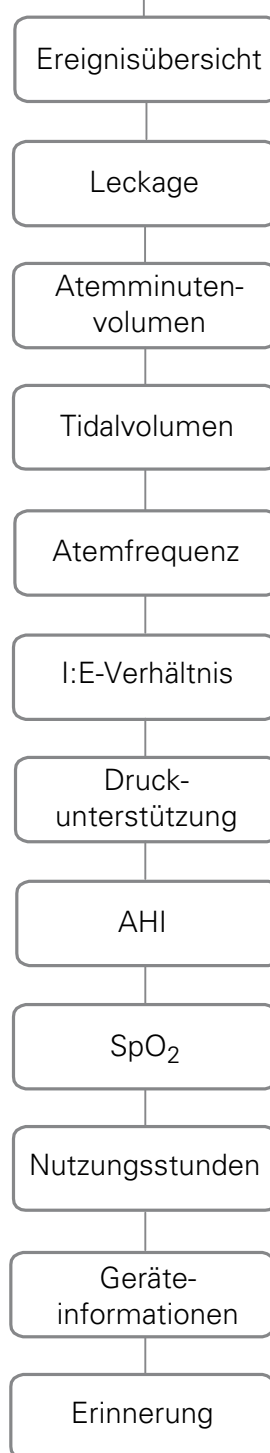 Ereignisübersicht
Leckage
Atemminuten-
volumen
Tidalvolumen
Atemfrequenz
I:E-Verhältnis
Druck-
unterstützung
AHI
SpO₂
Nutzungsstunden
Geräte-
informationen
Erinnerung